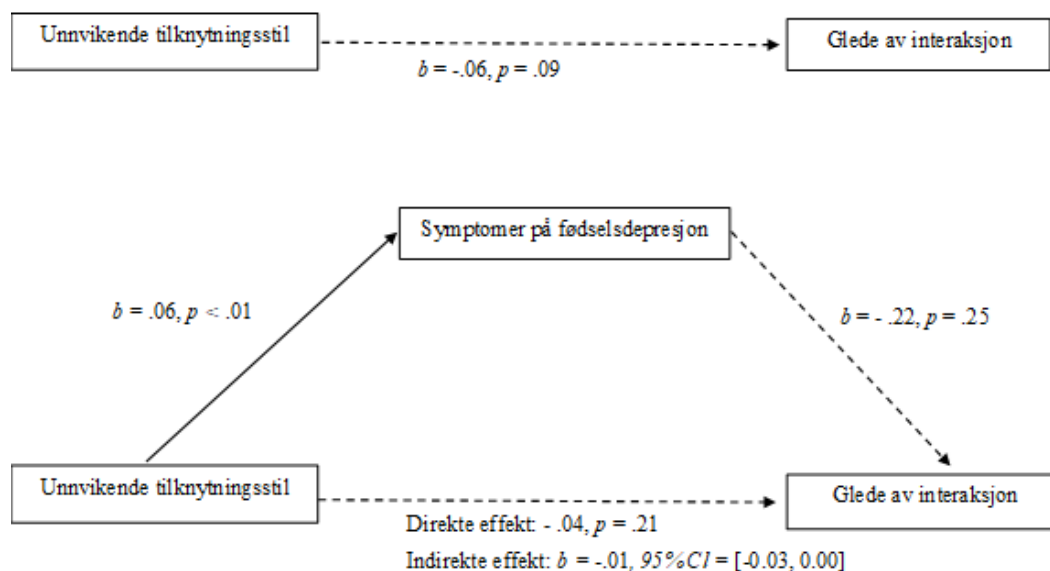 Unnvikende tilknytningsstil
Glede av interaksjon
b = -.06, p = .09
Symptomer på fødselsdepresjon
b = .06, p < .01
b = - .22, p = .25
Unnvikende tilknytningsstil
Glede av interaksjon
Direkte effekt: - .04, p = .21
Indirekte effekt: b = -.01, 95%CI = [-0.03, 0.00]